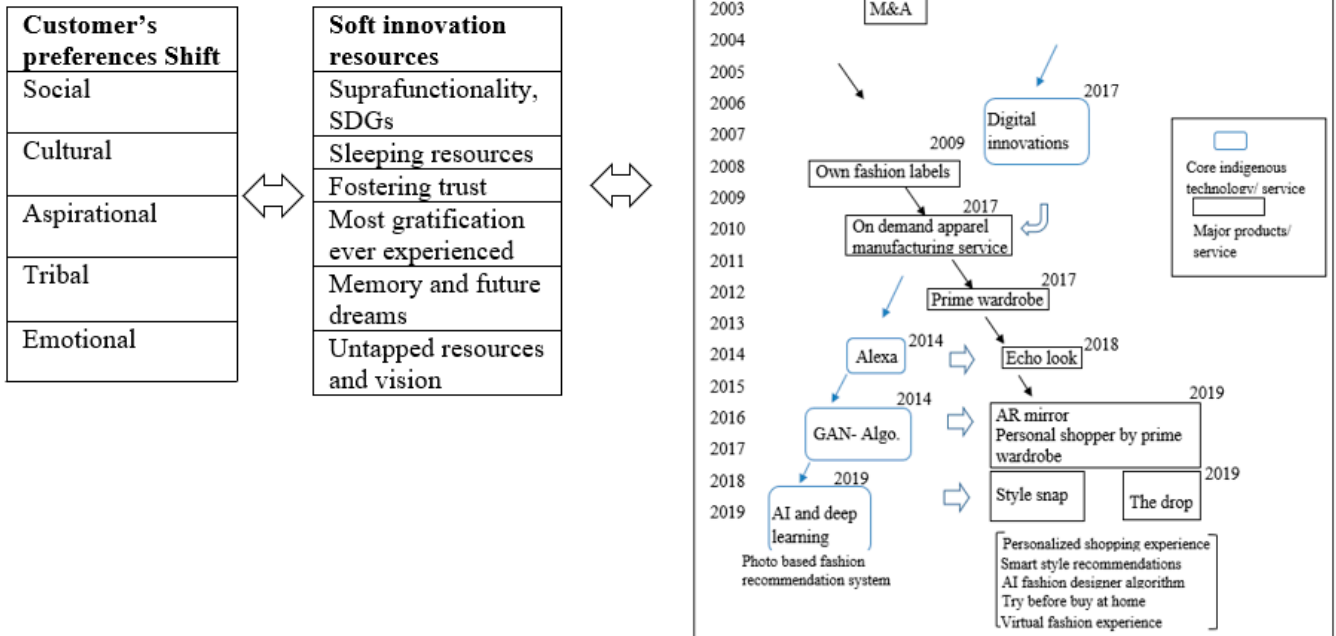 Customer's
preferences Shift
Social
Cultural
Aspirational
Tribal
Emotional
Soft innovation
resources
Suprafunctionality,
SDGs
Sleeping resources
Fostering trust
Most gratification
ever experienced
Memory and future
dreams
Untapped resources
and vision
2003
2004
2005
2006
2007
2008
2009
2010
2011
2012
2013
2014
2015
2016
2017
2018
2019
M&A
2017
Digital
innovations
2009
Own fashion labels
2017
On demand apparel
manufacturing service
2017
Prime wardrobe
2014
Alexa
2018
Echo look
2014
GAN- Algo.
2019
AR mirror
Personal shopper by prime
wardrobe
2019
AI and deep
learning
Photo based fashion
recommendation system
Style snap
2019
The drop
Personalized shopping experience
Smart style recommendations
AI fashion designer algorithm
Try before buy at home
Virtual fashion experience
Core indigenous
technology/ service
Major products/
service